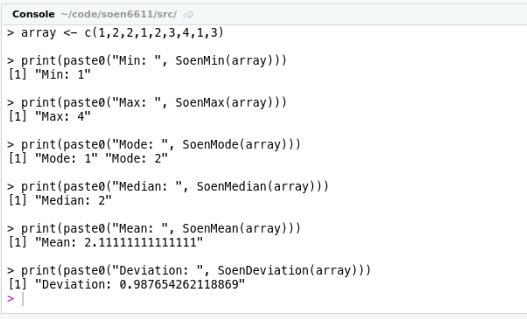 Console ~/code/soen6611/src/
> array <- c(1,2,2,1,2,3,4,1,3)
> print(paste0("Min: ", SoenMin(array)))
[1] "Min: 1"
> print(paste0("Max: ", SoenMax(array)))
[1] "Max: 4"
> print(paste0("Mode: ", SoenMode(array)))
[1] "Mode: 1" "Mode: 2"
> print(paste0("Median: ", SoenMedian(array)))
[1] "Median: 2"
> print(paste0("Mean: ", SoenMean(array)))
[1] "Mean: 2.11111111111111"
> print(paste0("Deviation: ", SoenDeviation(array)))
[1] "Deviation: 0.987654262118869"
>